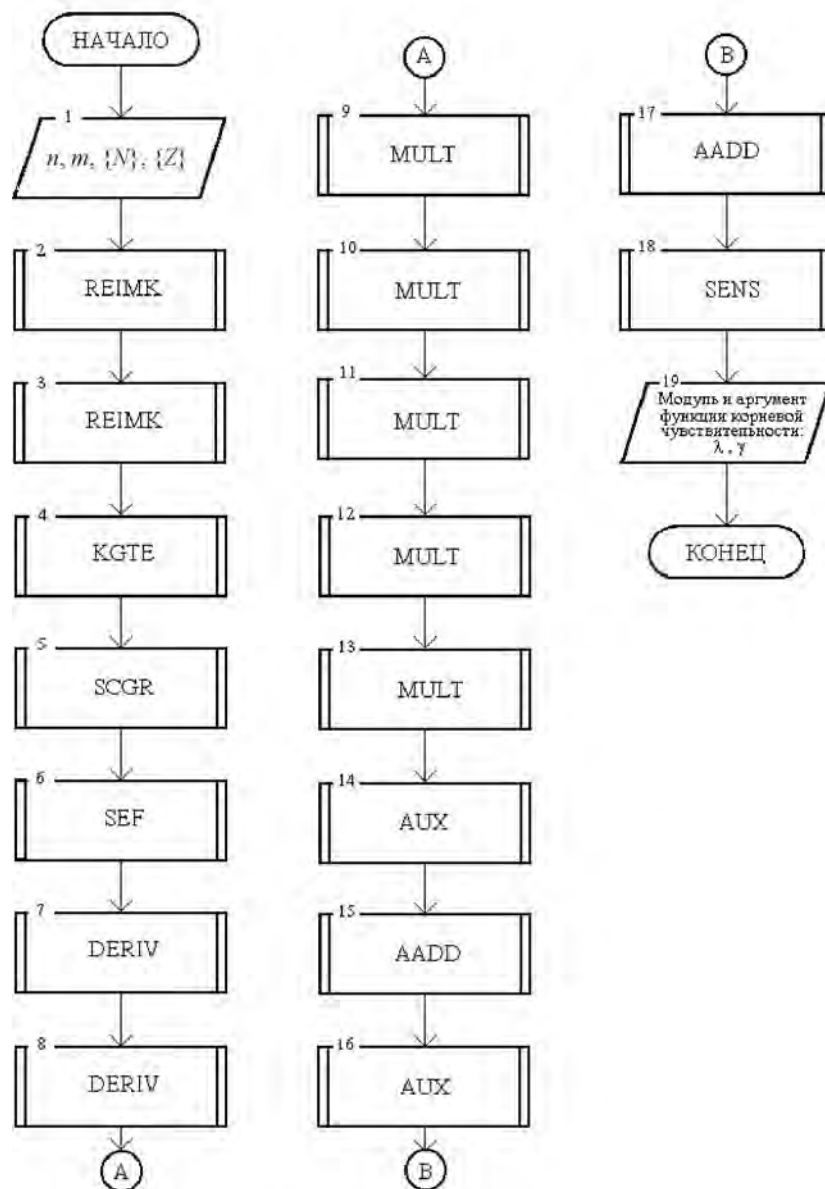 НАЧАЛО
1
n, m, {N}, {Z}
2
REIMK
3
REIMK
4
KGTE
5
SCGR
6
SEF
7
DERIV
8
DERIV
A
A
9
MULT
10
MULT
11
MULT
12
MULT
13
MULT
14
AUX
15
AADD
16
AUX
B
B
17
AADD
18
SENS
19
Модуль и аргумент
функции корневой
чувствительности:
λ , γ
КОНЕЦ